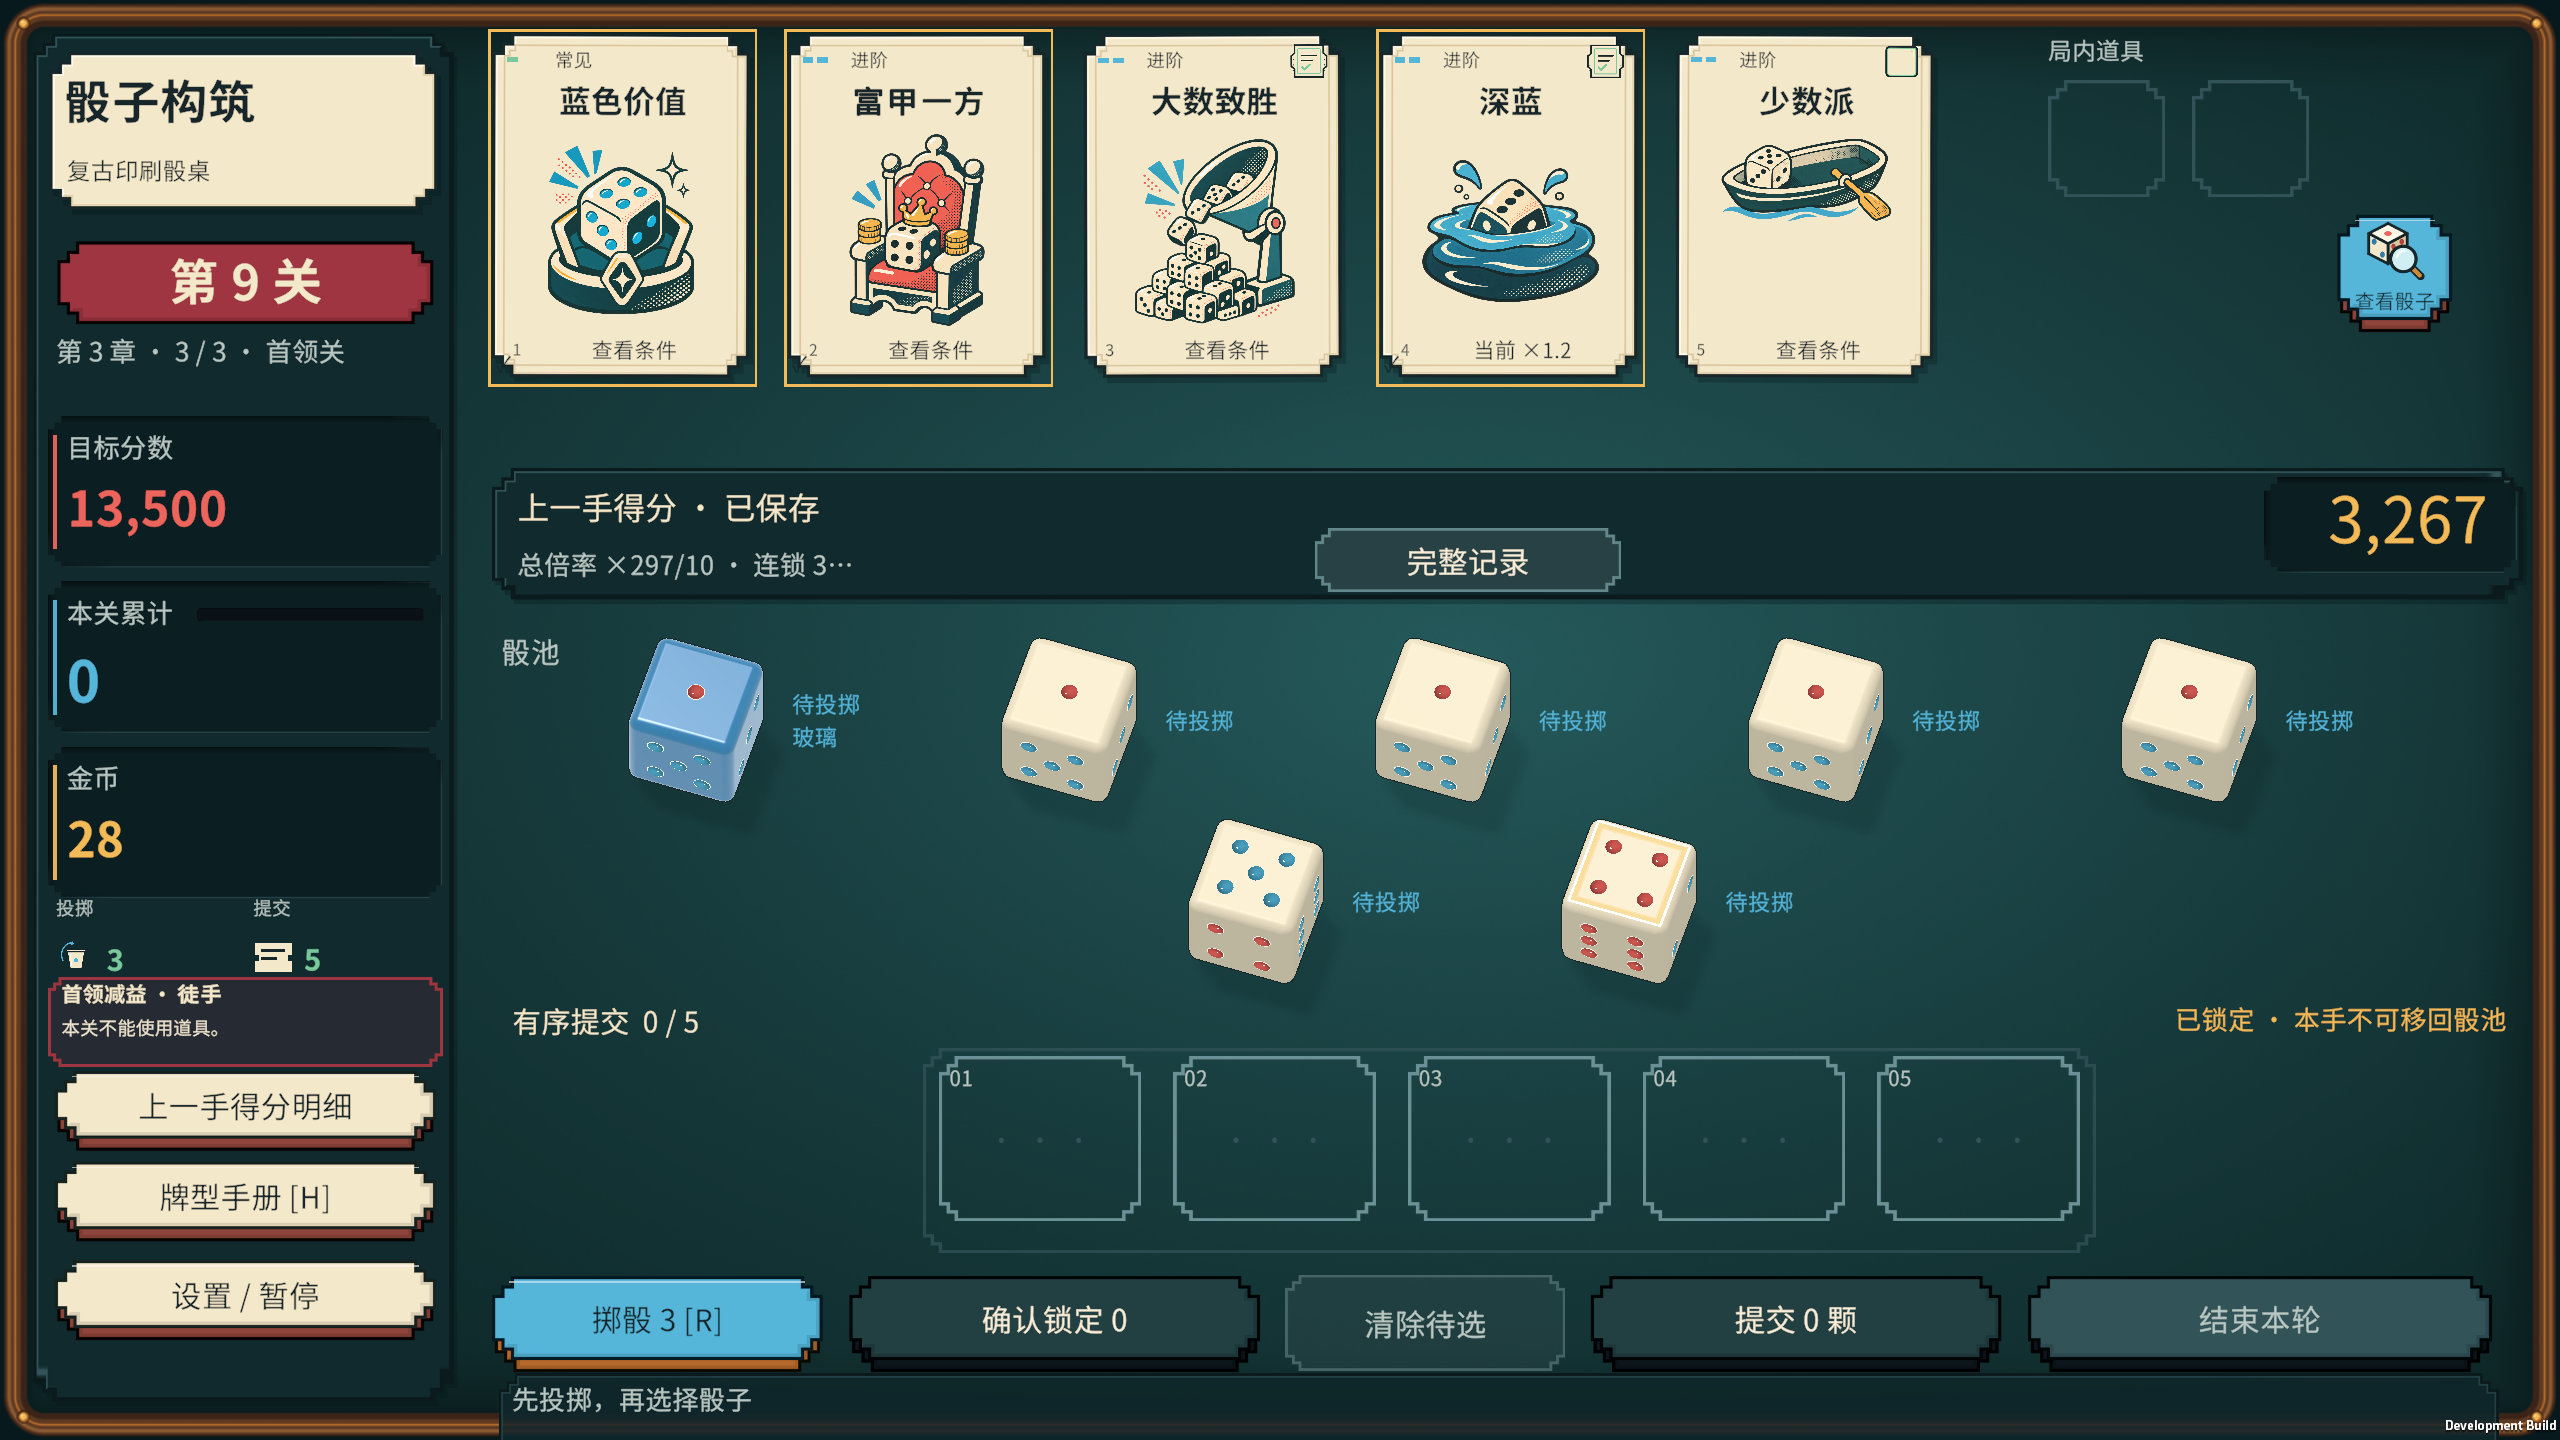 骰子构筑
复古印刷骰桌
第 9 关
第 3 章 · 3 / 3 · 首领关
目标分数
13,500
本关累计
0
金币
28
投掷
提交
3
5
首领减益 · 徒手
本关不能使用道具。
上一手得分明细
牌型手册 [H]
设置 / 暂停
常见
蓝色价值
1
查看条件
进阶
富甲一方
2
查看条件
进阶
大数致胜
3
查看条件
进阶
深蓝
4
当前 ×1.2
进阶
少数派
5
查看条件
局内道具
查看骰子
上一手得分 · 已保存
总倍率 ×297/10 · 连锁 3…
完整记录
3,267
骰池
待投掷
玻璃
待投掷
待投掷
待投掷
待投掷
待投掷
待投掷
有序提交 0 / 5
已锁定 · 本手不可移回骰池
01
02
03
04
05
掷骰 3 [R]
确认锁定 0
清除待选
提交 0 颗
结束本轮
先投掷，再选择骰子
Development Build